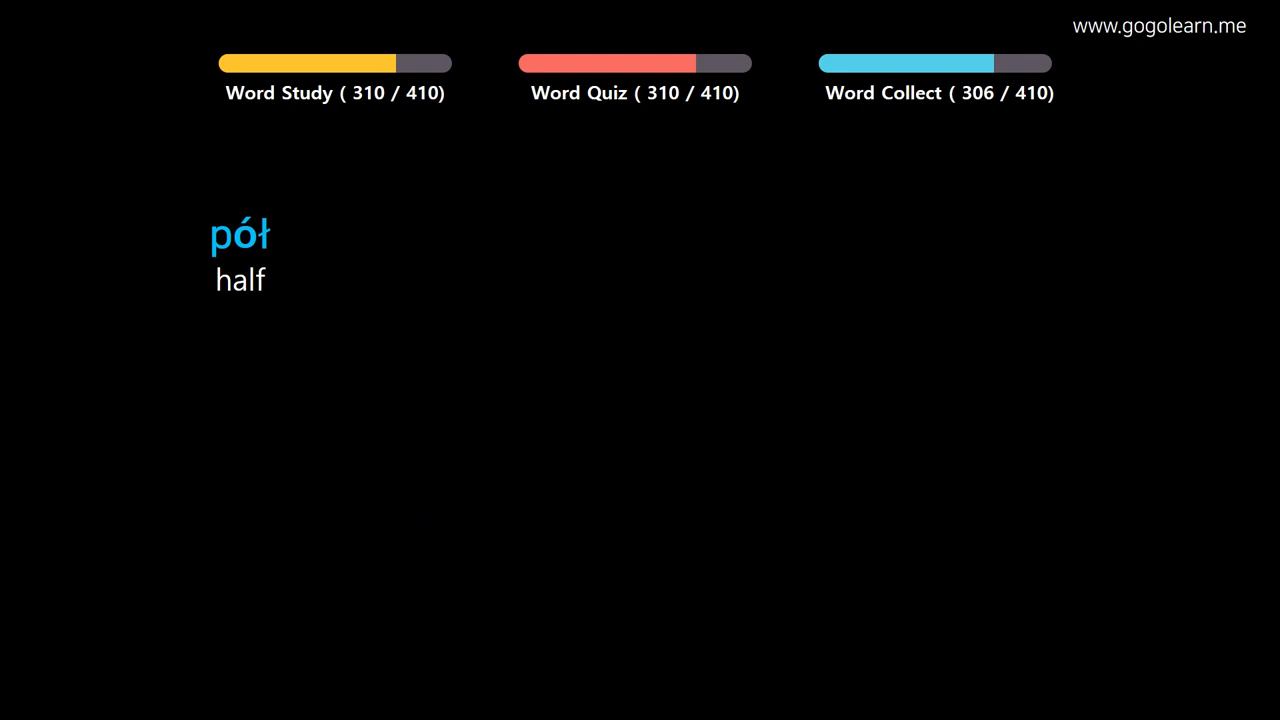 www.gogolearn.me
Word Study ( 310 / 410)
Word Quiz ( 310 / 410)
Word Collect ( 306 / 410)
pół
half